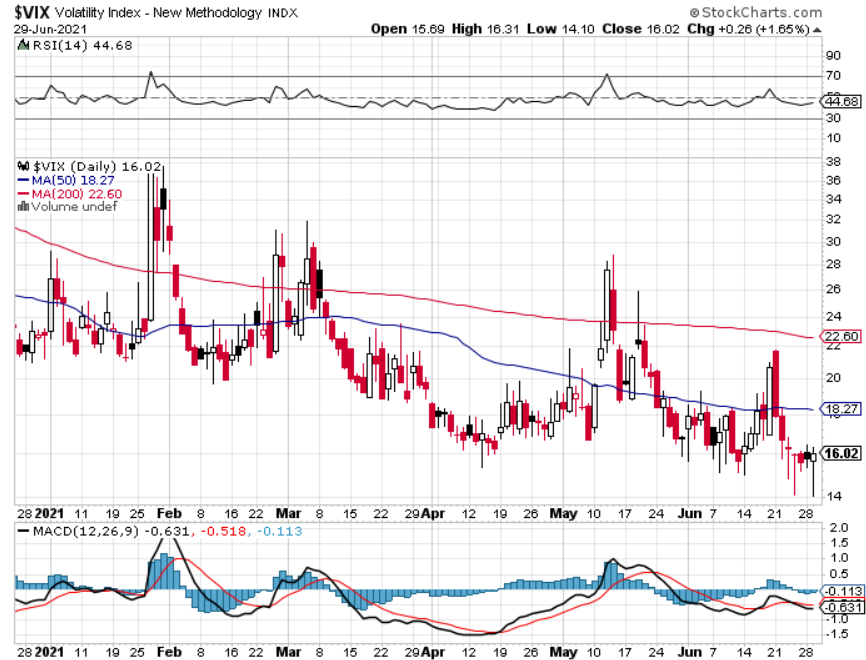 $VIX Volatility Index - New Methodology INDX
@StockCharts.com
29-Jun-2021
Open 15.69 High 16.31 Low 14.10 Close 16.02 Chg +0.26 (+1.65%)
RSI(14) 44.68
90
70
50
44.68
30
10
$VIX (Daily) 16.02
MA(50) 18.27
MA(200) 22.60
Volume undef
38
36
34
32
30
28
26
24
22.60
22
20
18.27
18
16.02
14
28 2021 11 19 25 Feb 8 16 22 Mar 8 15 22 29 Apr 12 19 26 May 10 17 24 Jun 7 14 21 28
MACD(12,26,9) -0.631, -0.518, -0.113
2.0
1.5
1.0
0.5
-0.113
-0.631
-1.0
-1.5
28 2021 11 19 25 Feb 8 16 22 Mar 8 15 22 29 Apr 12 19 26 May 10 17 24 Jun 7 14 21 28